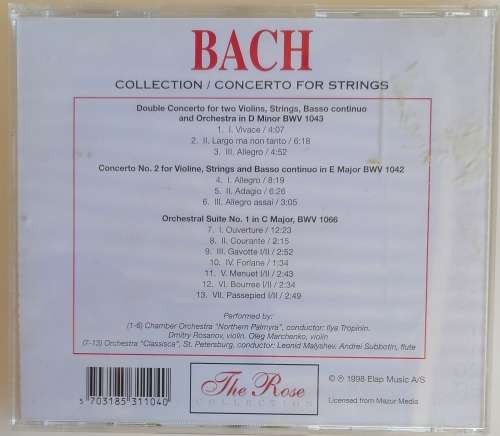 BACH
COLLECTION / CONCERTO FOR STRINGS
Double Concerto for two Violins, Strings, Basso continuo
and Orchestra in D Minor BWV 1043
1. I. Vivace / 4:07
2. II. Largo ma non tanto / 6:18
3. III. Allegro / 4:52
Concerto No. 2 for Violine, Strings and Basso continuo in E Major BWV 1042
4. I. Allegro / 8:19
5. II. Adagio / 6:26
6. III. Allegro assai / 3:05
Orchestral Suite No. 1 in C Major, BWV 1066
7. I. Ouverture / 12:23
8. II. Courante / 2:15
9. III. Gavotte I/II / 2:52
10. IV. Forlane / 1:34
11. V. Menuet I/II / 2:43
12. VI. Bourree I/II / 2:34
13. VII. Passepied I/II / 2:49
Performed by:
(1-6) Chamber Orchestra "Northern Palmyra", conductor: Ilya Tropinin.
Dmitry Rosanov, violin. Oleg Marchenko, violin
(7-13) Orchestra "Classisca", St. Petersburg, conductor: Leonid Malyshev. Andrei Subbotin, flute
5 703185 311040
The Rose
COLLECTION
© ℗ 1998 Elap Music A/S
Licensed from Mazur Media